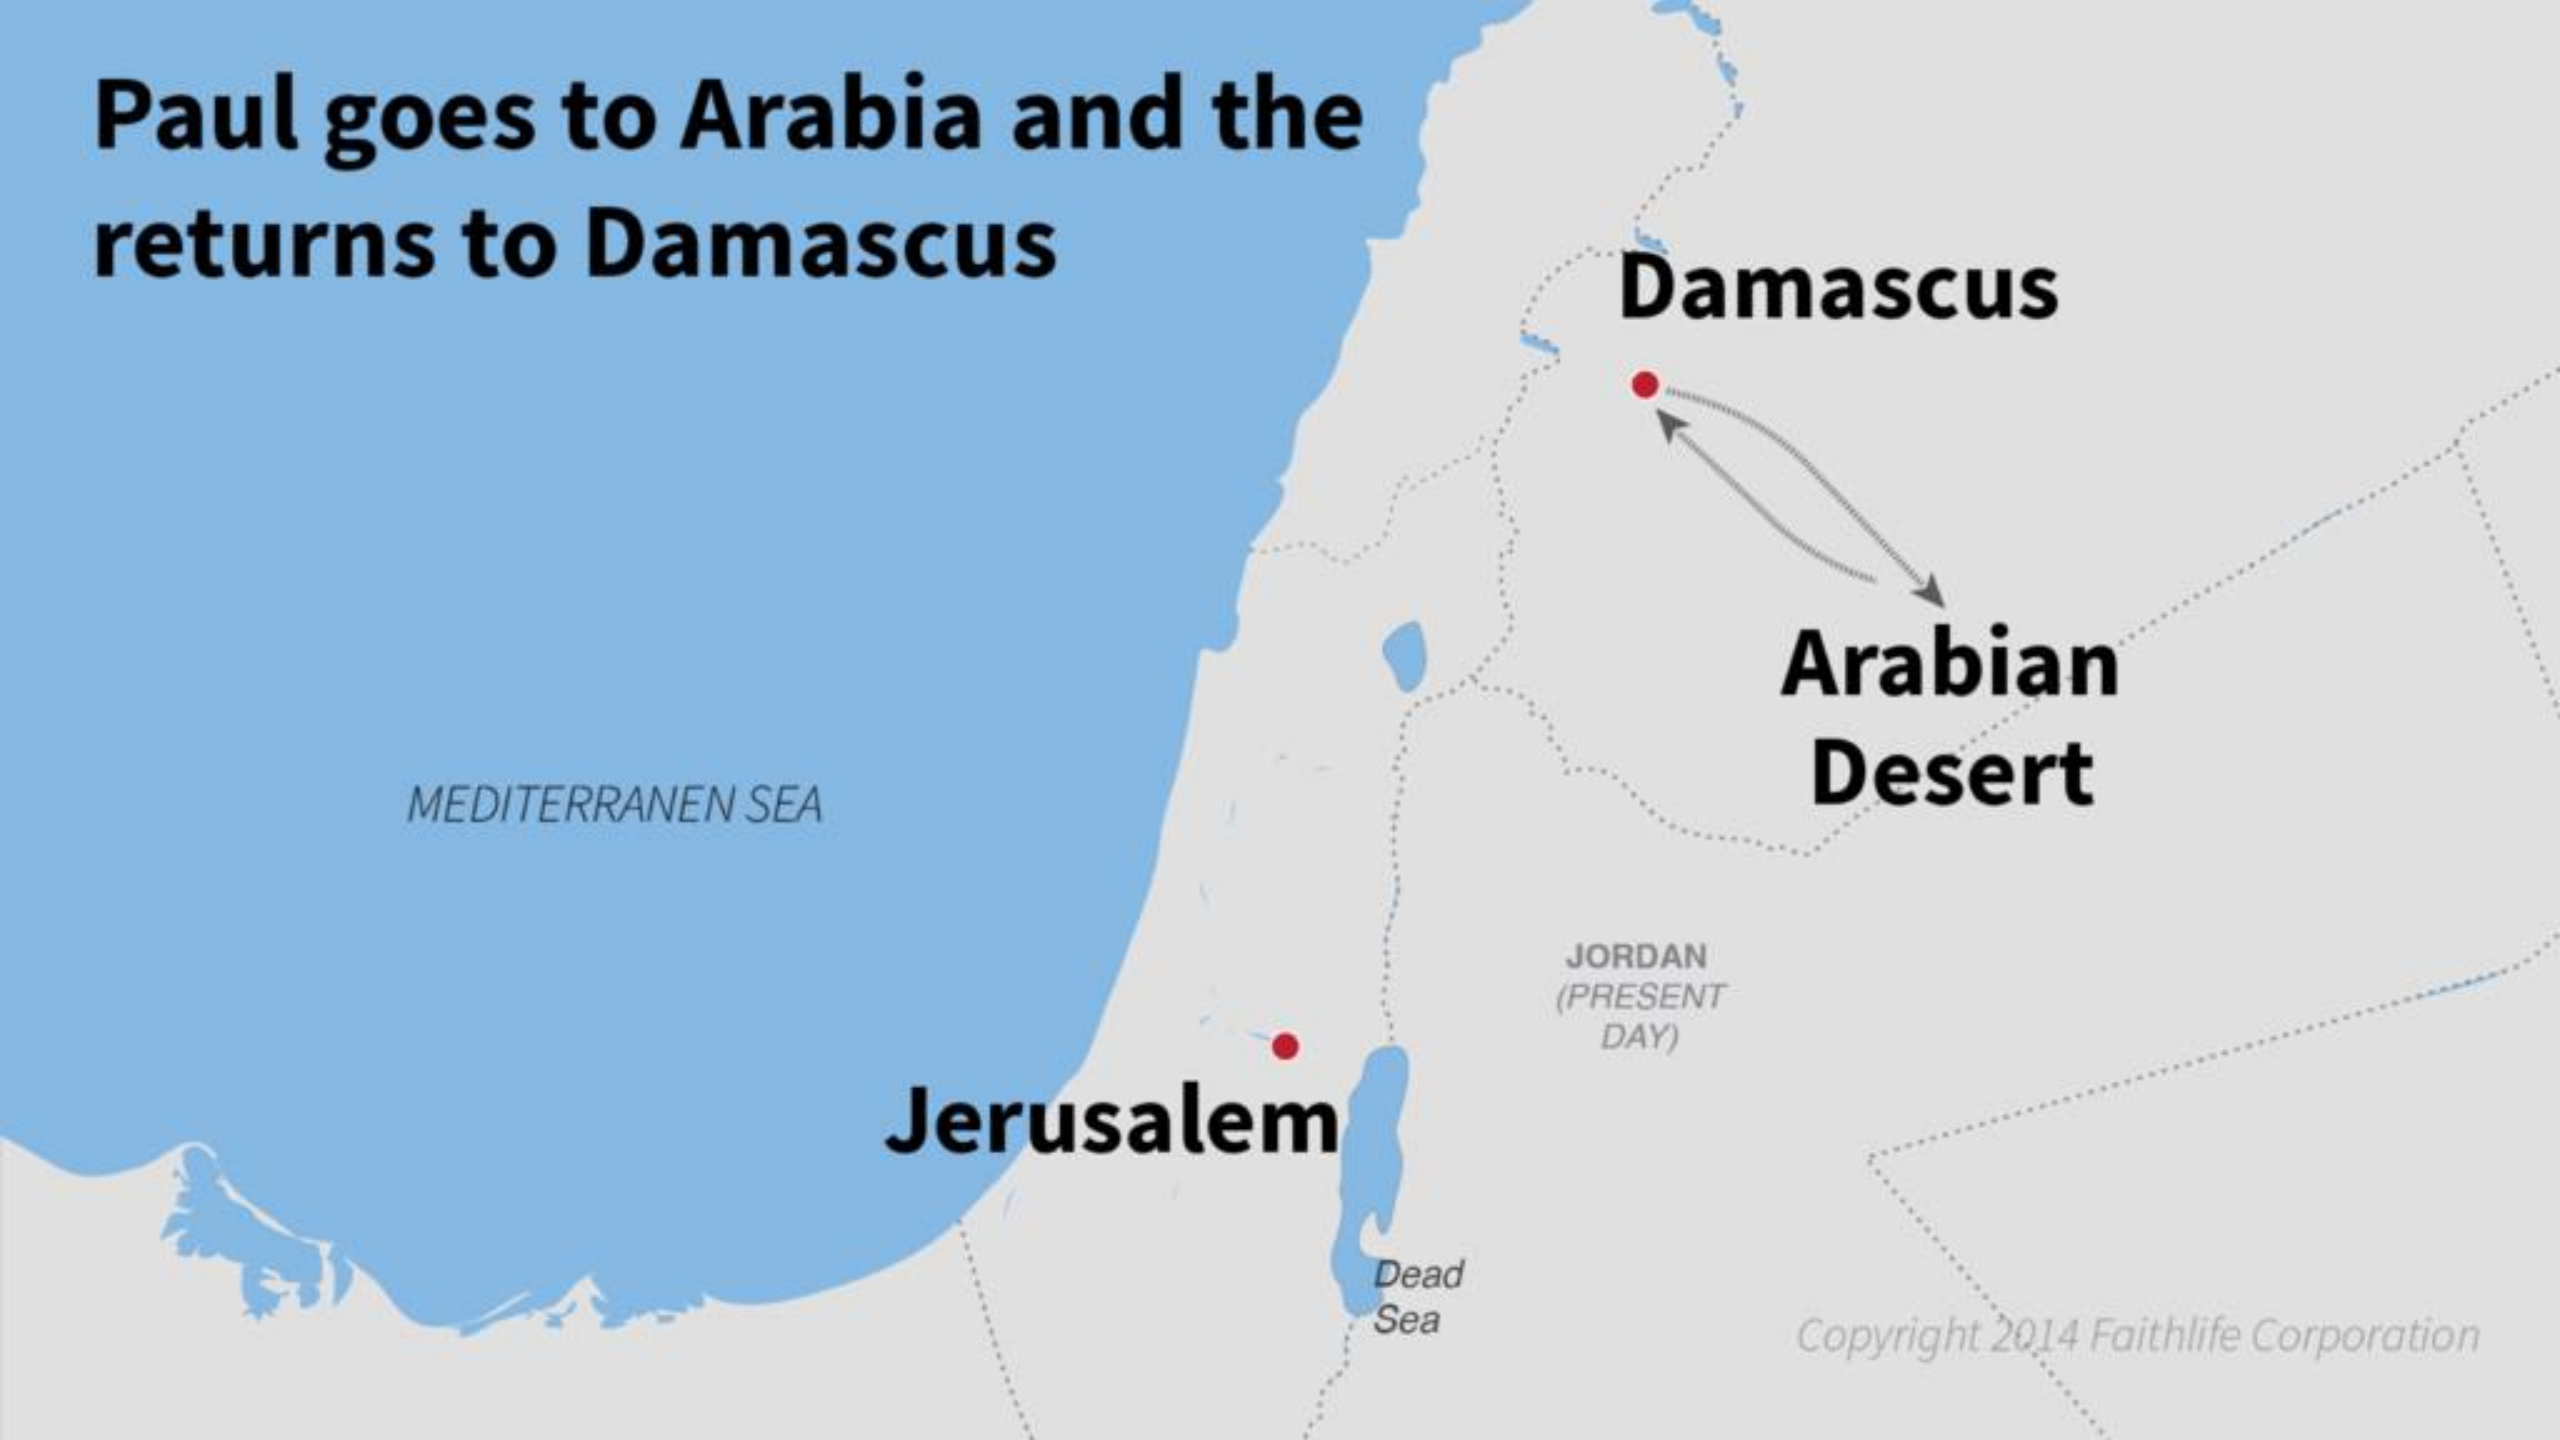 Paul goes to Arabia and the
returns to Damascus
Damascus
Arabian
Desert
MEDITERRANEN SEA
JORDAN
(PRESENT
DAY)
Jerusalem
Dead
Sea
Copyright 2014 Faithlife Corporation